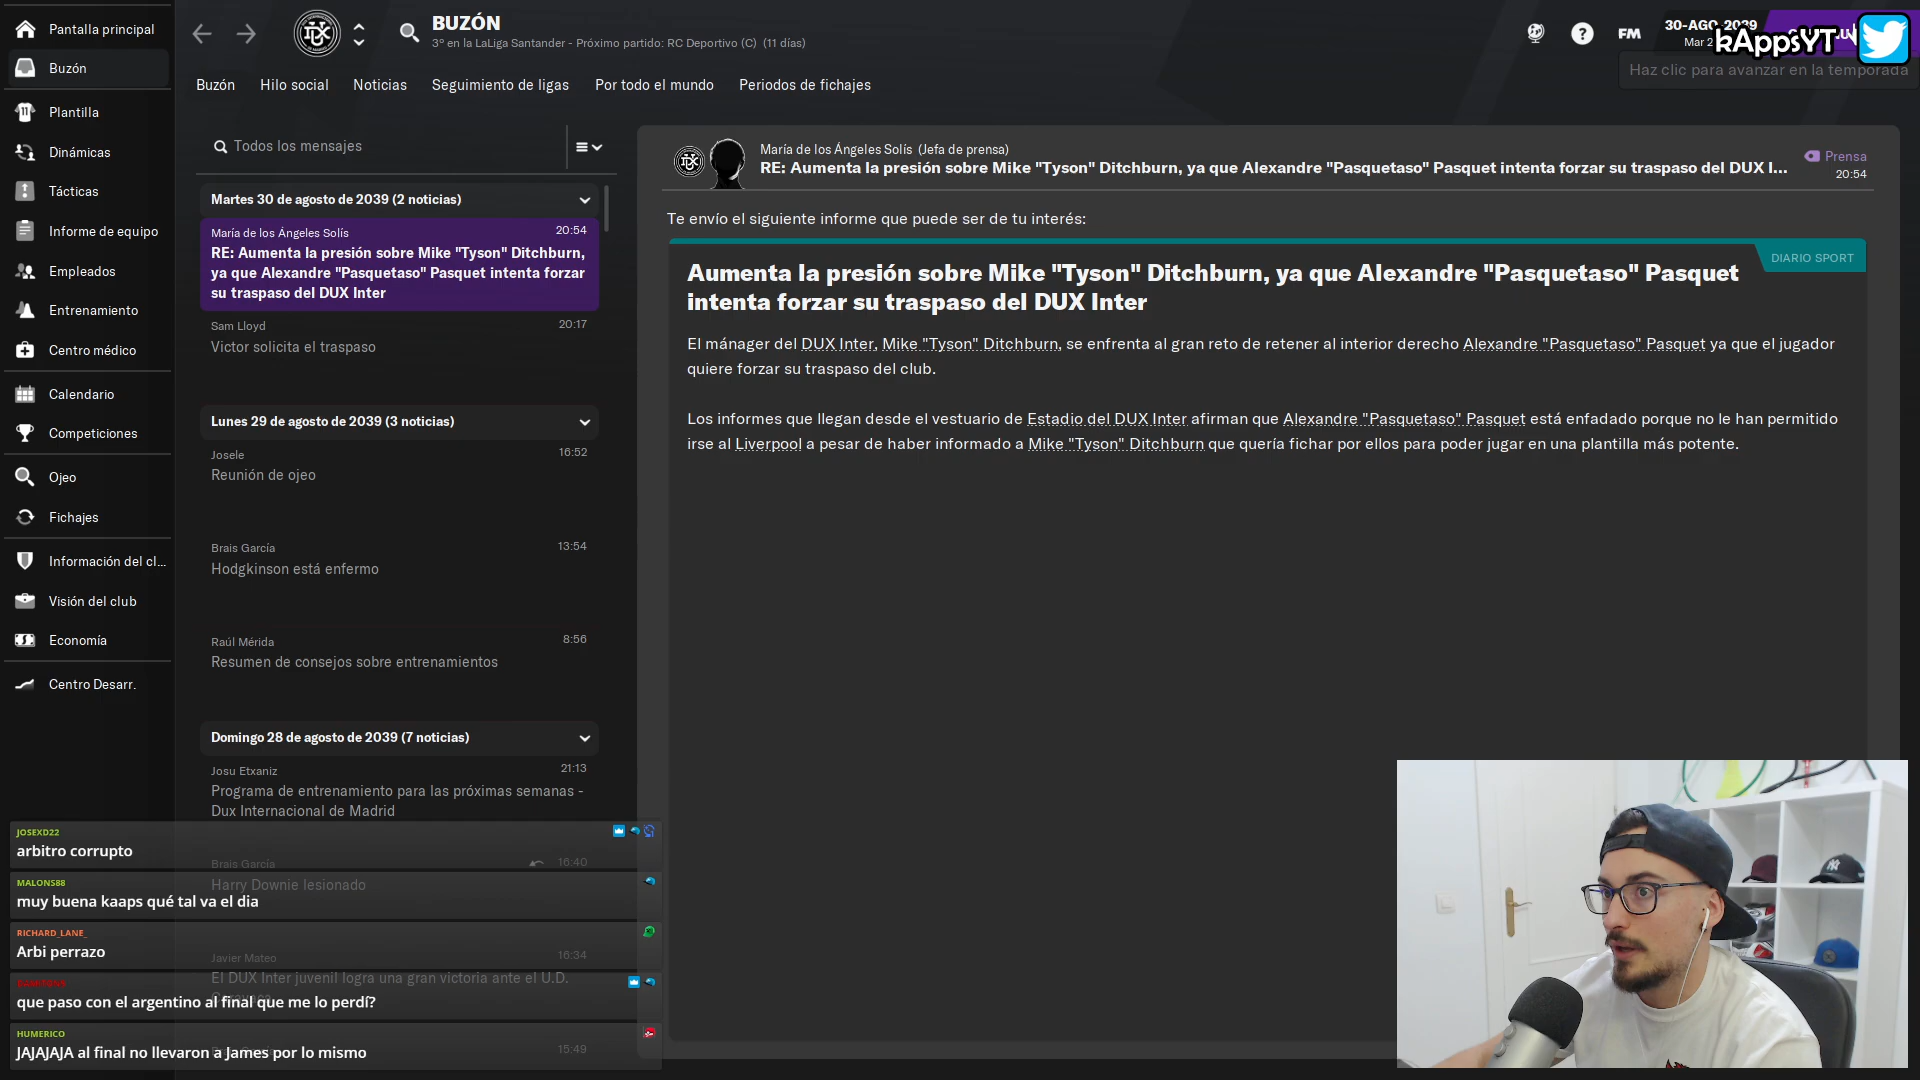 Pantalla principal
Buzón
Plantilla
Dinámicas
Tácticas
Informe de equipo
Empleados
Entrenamiento
Centro médico
Calendario
Competiciones
Ojeo
Fichajes
Información del cl...
Visión del club
Economía
Centro Desarr.
BUZÓN
3º en la LaLiga Santander - Próximo partido: RC Deportivo (C) (11 días)
FM
30-AGO-2039
Mar
kAppsYT
Haz clic para avanzar en la temporada
Buzón
Hilo social
Noticias
Seguimiento de ligas
Por todo el mundo
Periodos de fichajes
Todos los mensajes
Martes 30 de agosto de 2039 (2 noticias)
María de los Ángeles Solís 20:54
RE: Aumenta la presión sobre Mike "Tyson" Ditchburn,
ya que Alexandre "Pasquetaso" Pasquet intenta forzar
su traspaso del DUX Inter
Sam Lloyd 20:17
Victor solicita el traspaso
Lunes 29 de agosto de 2039 (3 noticias)
Josele 16:52
Reunión de ojeo
Brais García 13:54
Hodgkinson está enfermo
Raúl Mérida 8:56
Resumen de consejos sobre entrenamientos
Domingo 28 de agosto de 2039 (7 noticias)
Josu Etxaniz 21:13
Programa de entrenamiento para las próximas semanas -
Dux Internacional de Madrid
Brais García 16:40
Harry Downie lesionado
Javier Mateo 16:34
El DUX Inter juvenil logra una gran victoria ante el U.D.
15:49
JOSEXD22
arbitro corrupto
MALONS88
muy buena kaaps qué tal va el dia
RICHARD_LANE_
Arbi perrazo
que paso con el argentino al final que me lo perdí?
HUMERICO
JAJAJAJA al final no llevaron a James por lo mismo
María de los Ángeles Solís (Jefa de prensa)
RE: Aumenta la presión sobre Mike "Tyson" Ditchburn, ya que Alexandre "Pasquetaso" Pasquet intenta forzar su traspaso del DUX I...
Prensa
20:54
Te envío el siguiente informe que puede ser de tu interés:
DIARIO SPORT
Aumenta la presión sobre Mike "Tyson" Ditchburn, ya que Alexandre "Pasquetaso" Pasquet
intenta forzar su traspaso del DUX Inter
El mánager del DUX Inter, Mike "Tyson" Ditchburn, se enfrenta al gran reto de retener al interior derecho Alexandre "Pasquetaso" Pasquet ya que el jugador
quiere forzar su traspaso del club.
Los informes que llegan desde el vestuario de Estadio del DUX Inter afirman que Alexandre "Pasquetaso" Pasquet está enfadado porque no le han permitido
irse al Liverpool a pesar de haber informado a Mike "Tyson" Ditchburn que quería fichar por ellos para poder jugar en una plantilla más potente.